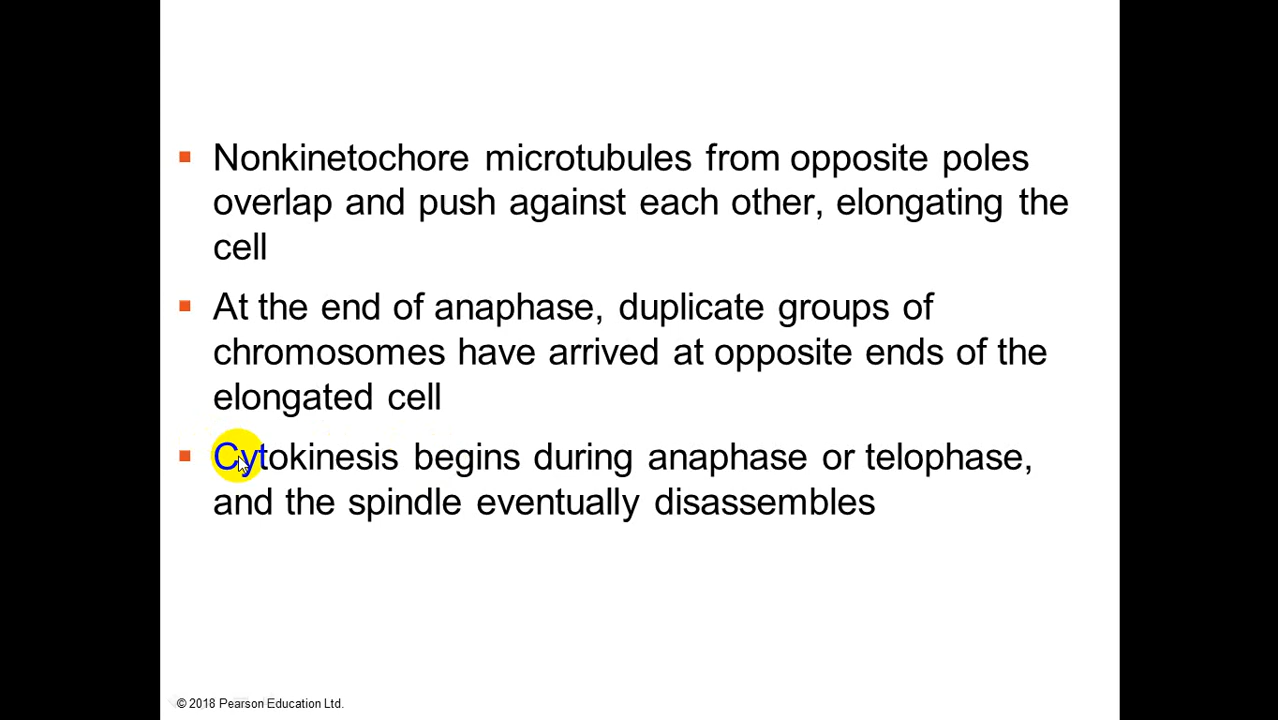 Nonkinetochore microtubules from opposite poles
overlap and push against each other, elongating the
cell
At the end of anaphase, duplicate groups of
chromosomes have arrived at opposite ends of the
elongated cell
Cytokinesis begins during anaphase or telophase,
and the spindle eventually disassembles
© 2018 Pearson Education Ltd.